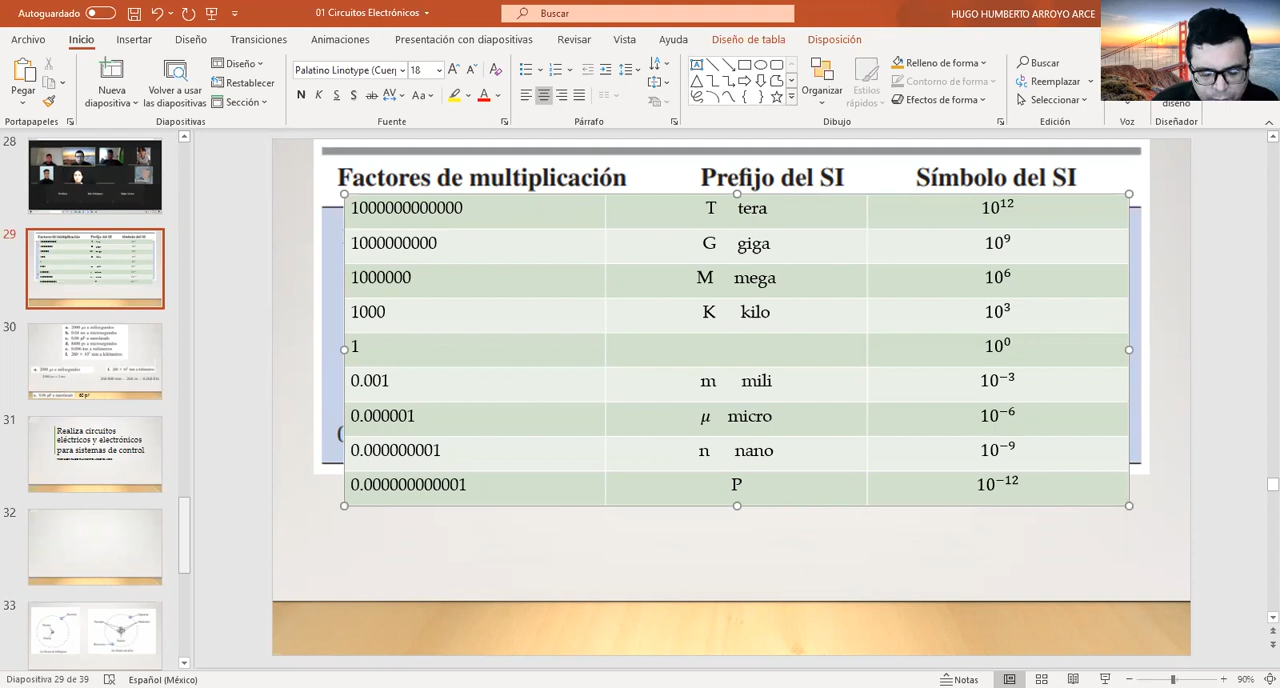 Autoguardado
01 Circuitos Electrónicos
Buscar
HUGO HUMBERTO ARROYO ARCE
Archivo Inicio Insertar Diseño Transiciones Animaciones Presentación con diapositivas Revisar Vista Ayuda Diseño de tabla Disposición
Pegar
Portapapeles
Nueva diapositiva
Volver a usar las diapositivas
Diseño
Restablecer
Sección
Diapositivas
Palatino Linotype (Cuerp 18
N K S S ab AV Aa A
Fuente
Párrafo
Organizar
Estilos rápidos
Relleno de forma
Contorno de forma
Efectos de forma
Dibujo
Buscar
Reemplazar
Seleccionar
Edición
Voz
diseño
Diseñador
28
29
30
31
Realiza circuitos
eléctricos y electrónicos
para sistemas de control
32
33
Factores de multiplicación Prefijo del SI Símbolo del SI
1000000000000 T tera 10¹²
1000000000 G giga 10⁹
1000000 M mega 10⁶
1000 K kilo 10³
1 10⁰
0.001 m mili 10⁻³
0.000001 μ micro 10⁻⁶
0.000000001 n nano 10⁻⁹
0.000000000001 P 10⁻¹²
Diapositiva 29 de 39 Español (México) Notas 90%